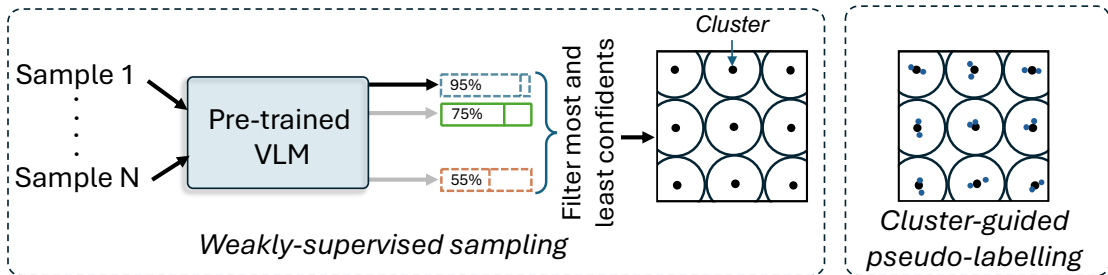 Sample 1
Sample N
Pre-trained
VLM
95%
75%
55%
Filter most and
least confidents
Cluster
Weakly-supervised sampling
Cluster-guided
pseudo-labelling